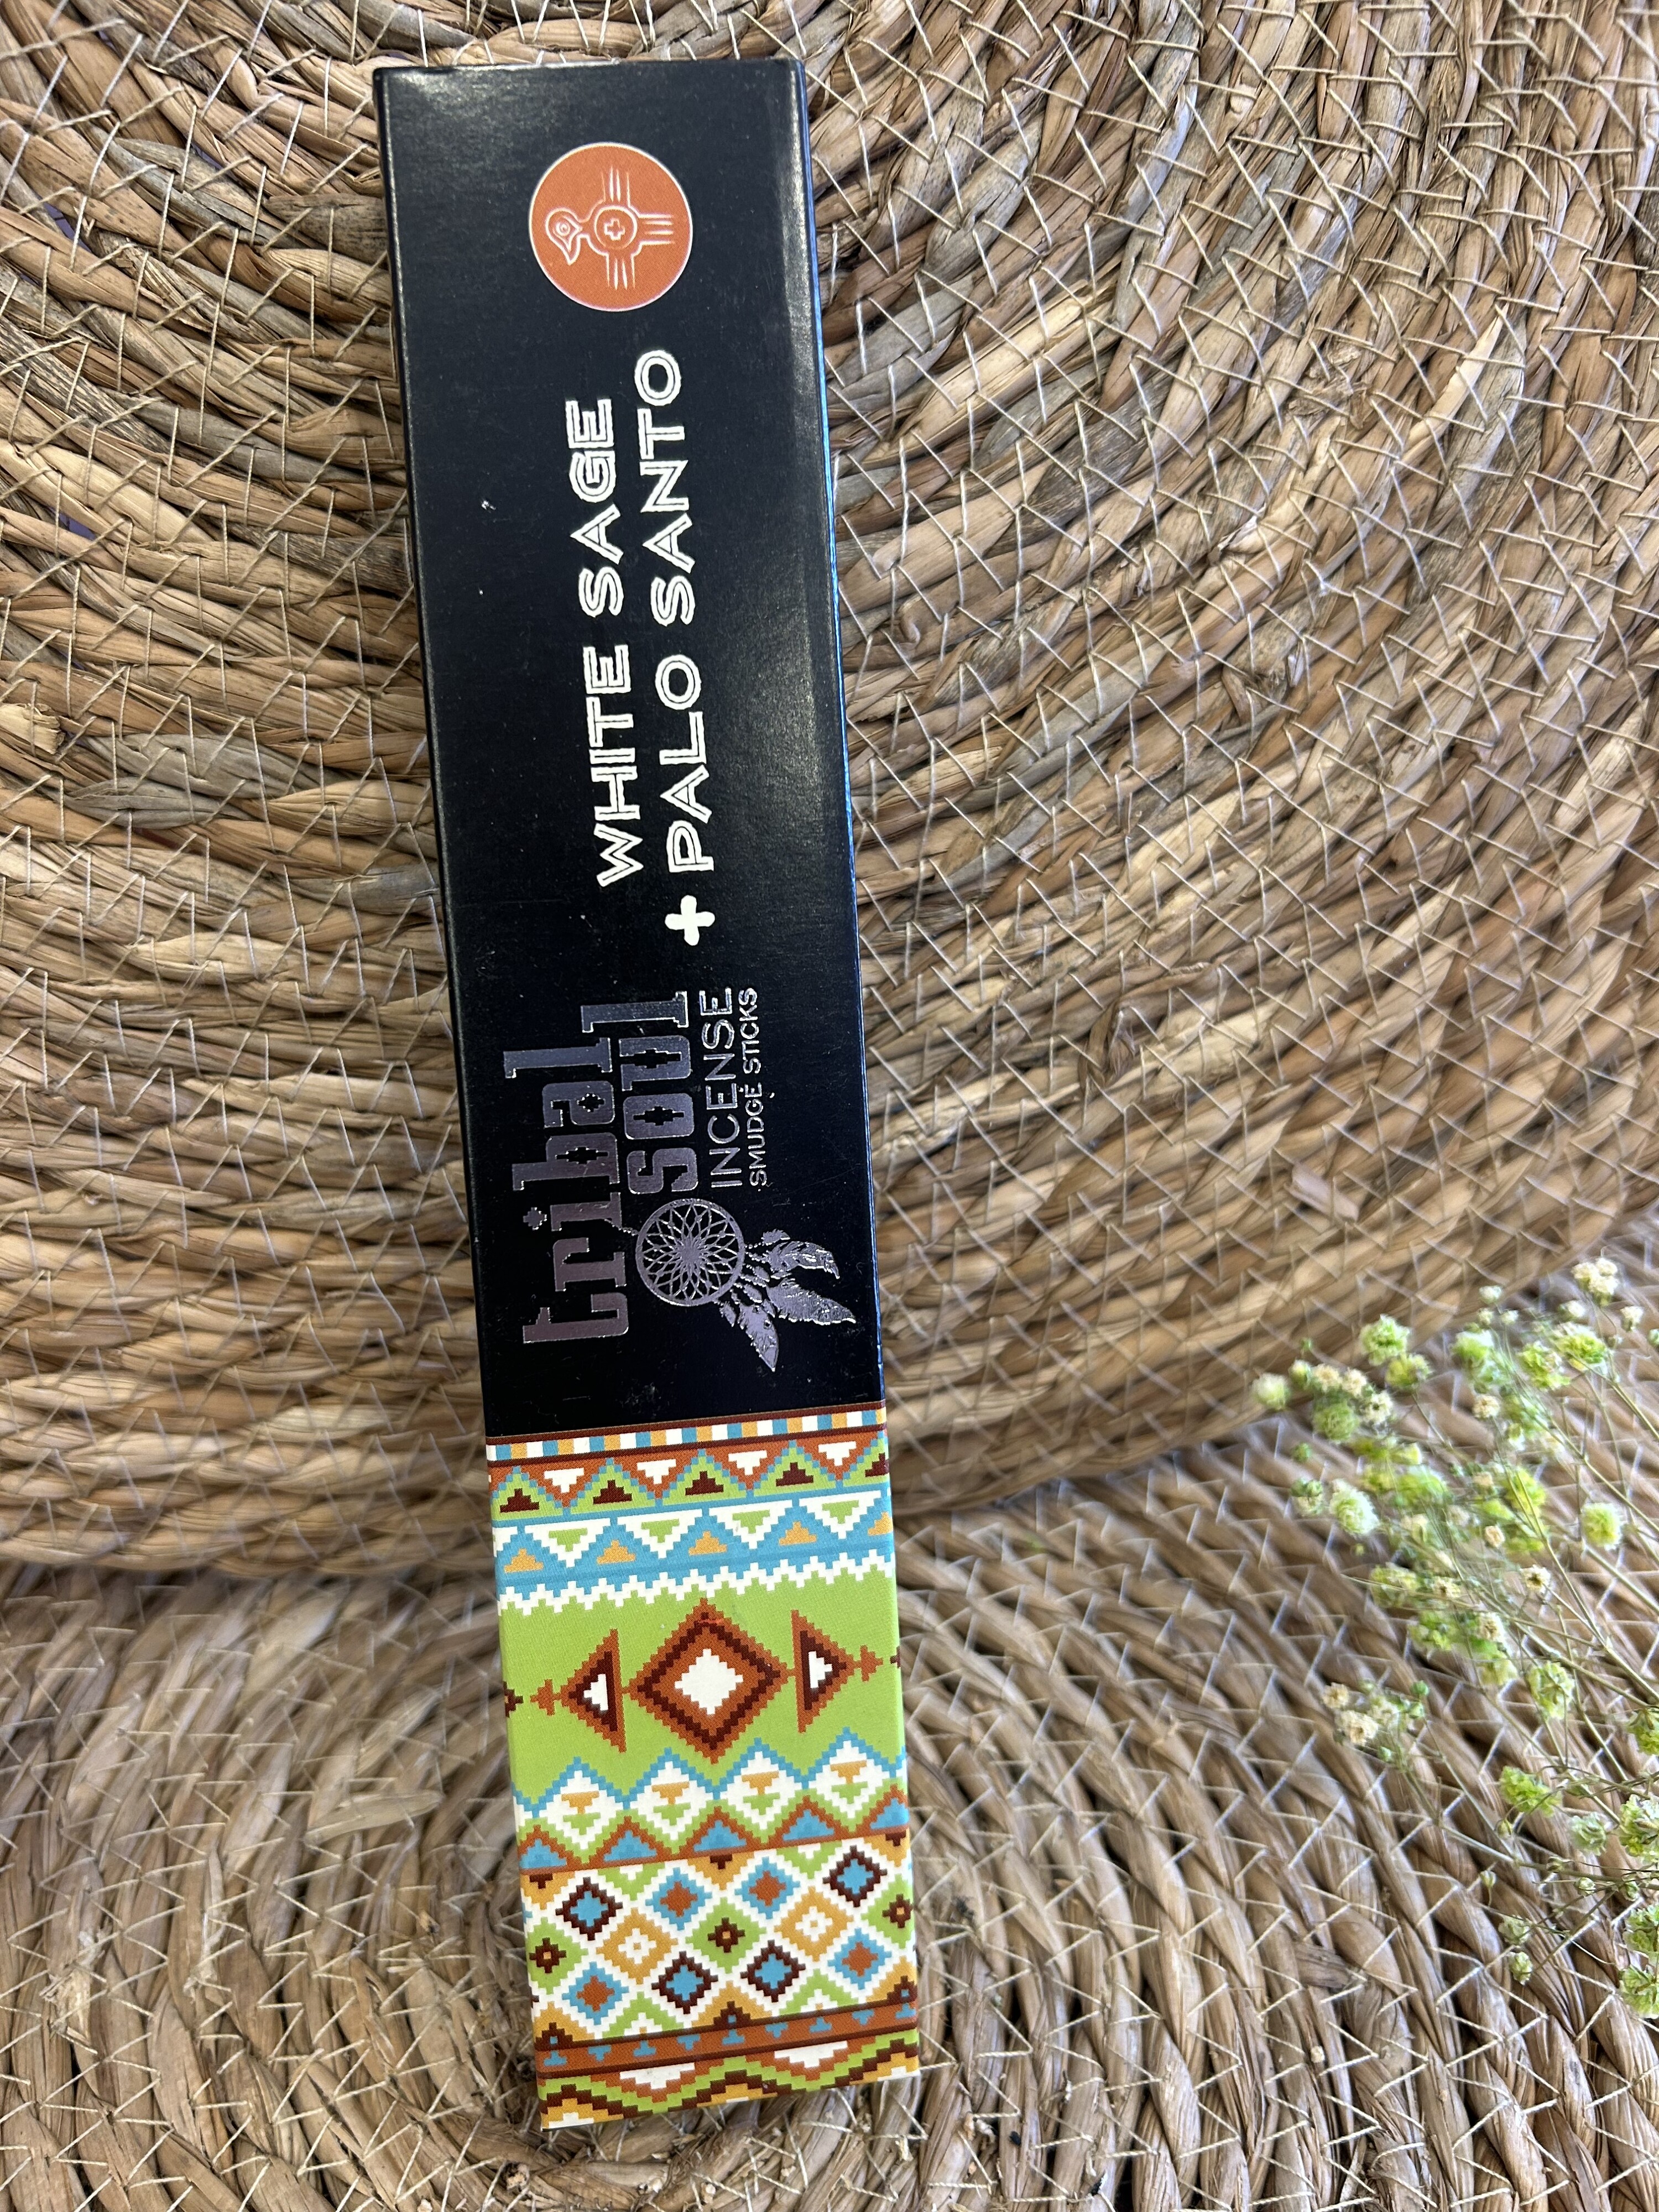 tribal
soul
INCENSE
SMUDGE STICKS
WHITE SAGE
+ PALO SANTO